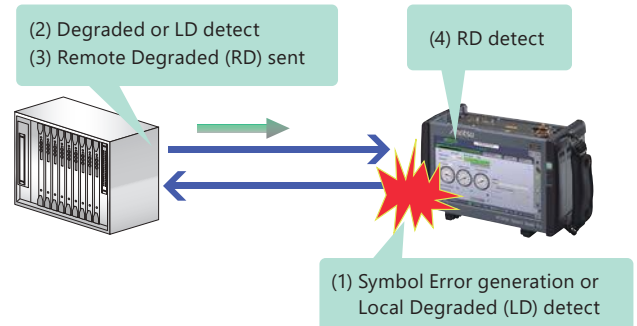 (2) Degraded or LD detect
(3) Remote Degraded (RD) sent
(4) RD detect
(1) Symbol Error generation or
Local Degraded (LD) detect